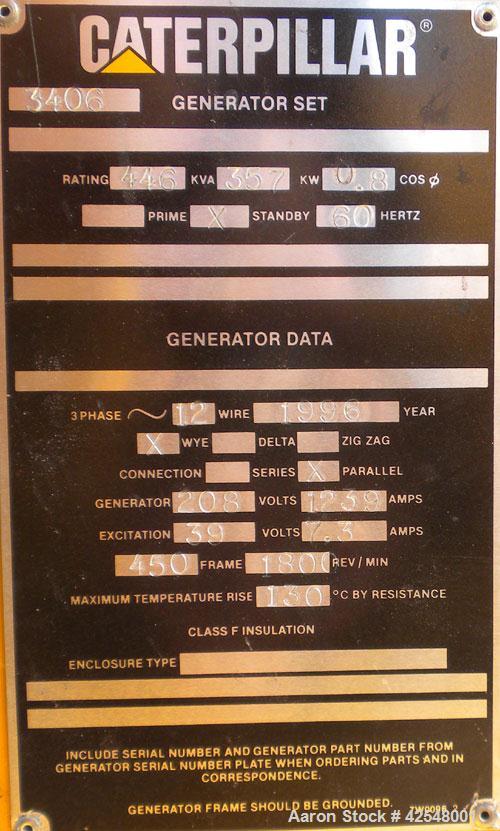 CATERPILLAR®
3406 GENERATOR SET
RATING 446 KVA 357 KW 0.8 COS ϕ
PRIME X STANDBY 60 HERTZ
GENERATOR DATA
3 PHASE ~ 12 WIRE 1996 YEAR
X WYE DELTA ZIG ZAG
CONNECTION SERIES X PARALLEL
GENERATOR 208 VOLTS 1239 AMPS
EXCITATION 39 VOLTS 7.3 AMPS
450 FRAME 1800 REV / MIN
MAXIMUM TEMPERATURE RISE 130 °C BY RESISTANCE
CLASS F INSULATION
ENCLOSURE TYPE
INCLUDE SERIAL NUMBER AND GENERATOR PART NUMBER FROM
GENERATOR SERIAL NUMBER PLATE WHEN ORDERING PARTS AND IN
CORRESPONDENCE.
GENERATOR FRAME SHOULD BE GROUNDED.
Aaron Stock # 42548001